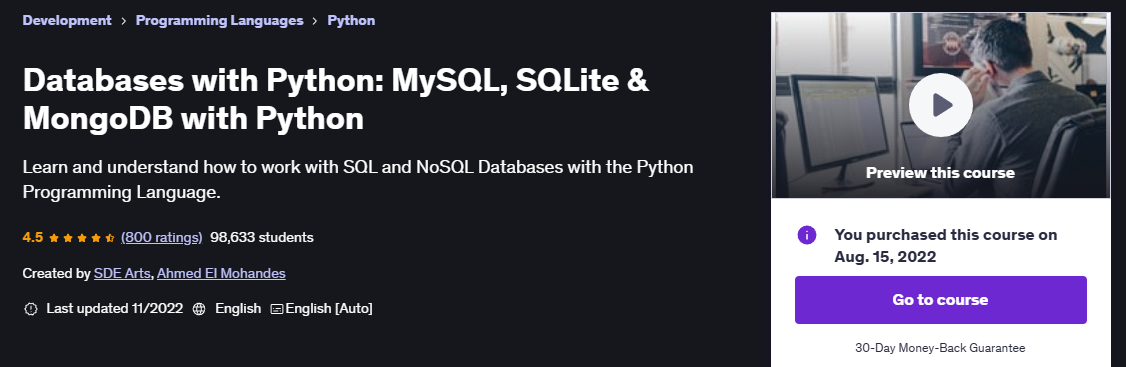 Development > Programming Languages > Python
Databases with Python: MySQL, SQLite &
MongoDB with Python
Learn and understand how to work with SQL and NoSQL Databases with the Python
Programming Language.
4.5 (800 ratings) 98,633 students
Created by SDE Arts, Ahmed El Mohandes
Last updated 11/2022 English English [Auto]
Preview this course
You purchased this course on
Aug. 15, 2022
Go to course
30-Day Money-Back Guarantee